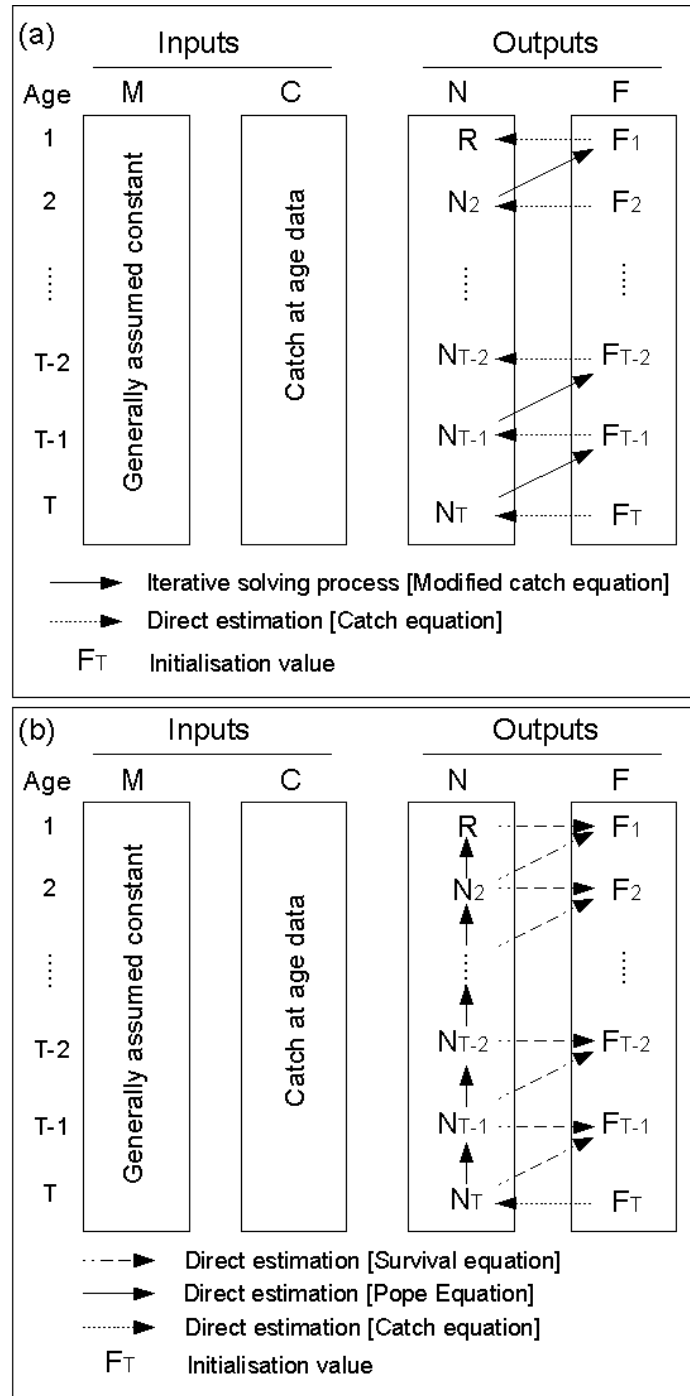 (a)
Inputs Outputs
Age M C N F
1 R F1
2 N2 F2
...... ...... ......
T-2 NT-2 FT-2
T-1 NT-1 FT-1
T NT FT
Generally assumed constant
Catch at age data
Iterative solving process [Modified catch equation]
Direct estimation [Catch equation]
FT Initialisation value
(b)
Inputs Outputs
Age M C N F
1 R F1
2 N2 F2
...... ...... ......
T-2 NT-2 FT-2
T-1 NT-1 FT-1
T NT FT
Generally assumed constant
Catch at age data
Direct estimation [Survival equation]
Direct estimation [Pope Equation]
Direct estimation [Catch equation]
FT Initialisation value